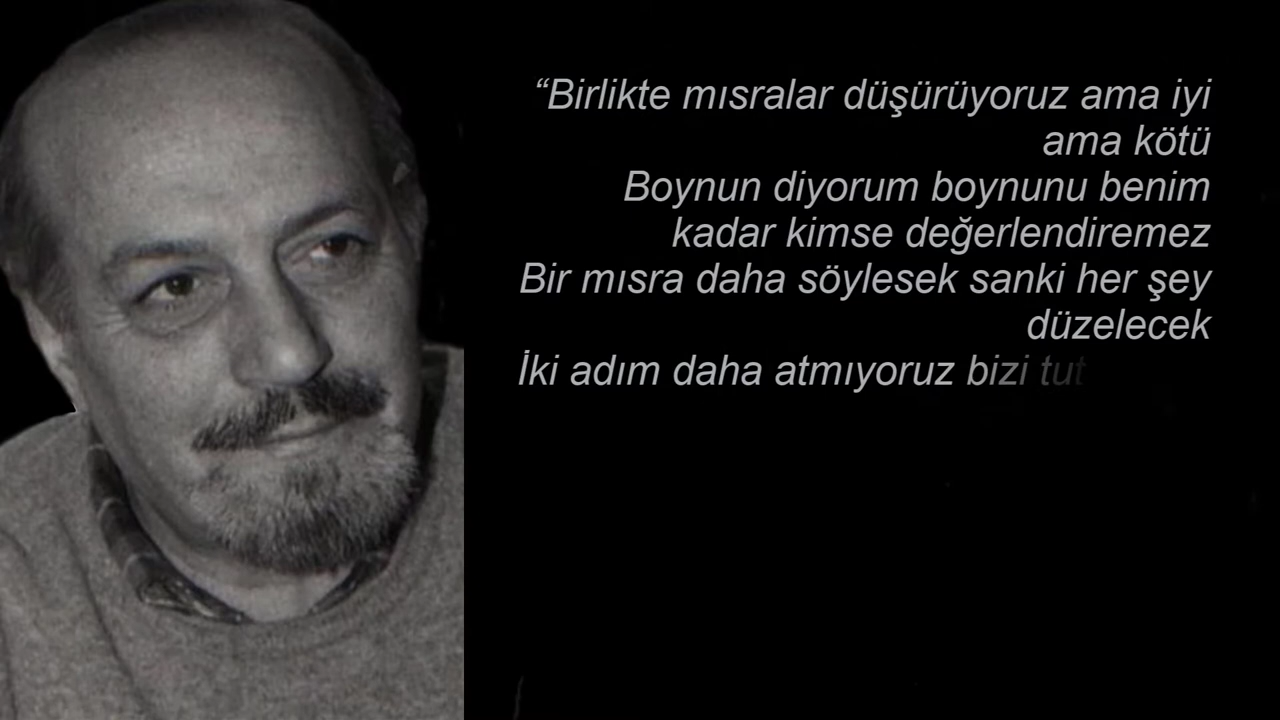 “Birlikte mısralar düşürüyoruz ama iyi
ama kötü
Boynun diyorum boynunu benim
kadar kimse değerlendiremez
Bir mısra daha söylesek sanki her şey
düzelecek
İki adım daha atmıyoruz bizi tut